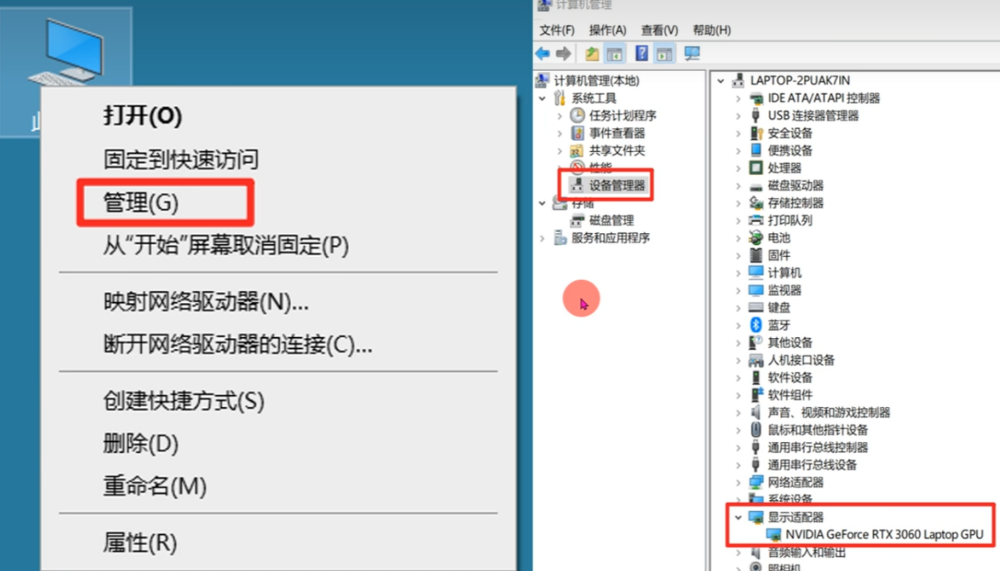 打开(O)
固定到快速访问
管理(G)
从“开始”屏幕取消固定(P)
映射网络驱动器(N)...
断开网络驱动器的连接(C)...
创建快捷方式(S)
删除(D)
重命名(M)
属性(R)
计算机管理
文件(F) 操作(A) 查看(V) 帮助(H)
计算机管理(本地)
系统工具
任务计划程序
事件查看器
共享文件夹
性能
设备管理器
存储
磁盘管理
服务和应用程序
LAPTOP-2PUAK7IN
IDE ATA/ATAPI 控制器
USB 连接器管理器
安全设备
便携设备
处理器
磁盘驱动器
存储控制器
打印队列
电池
固件
计算机
监视器
键盘
蓝牙
其他设备
人机接口设备
软件设备
软件组件
声音、视频和游戏控制器
鼠标和其他指针设备
通用串行总线控制器
通用串行总线设备
网络适配器
系统设备
显示适配器
NVIDIA GeForce RTX 3060 Laptop GPU
音频输入和输出
照相机